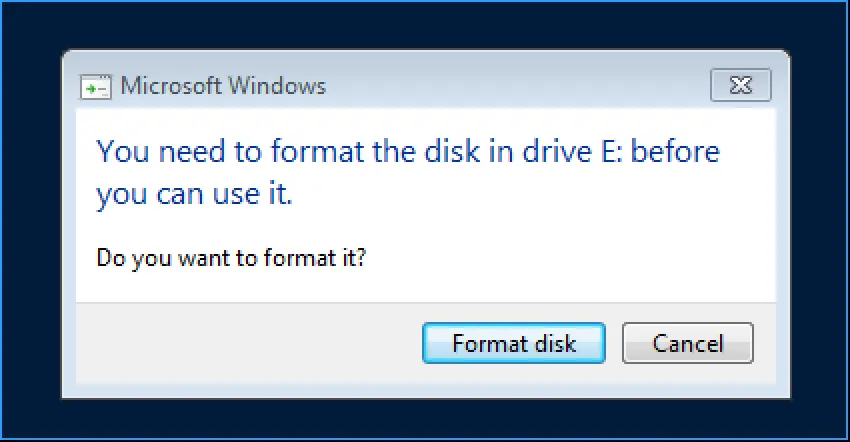 Microsoft Windows
You need to format the disk in drive E: before
you can use it.
Do you want to format it?
Format disk
Cancel